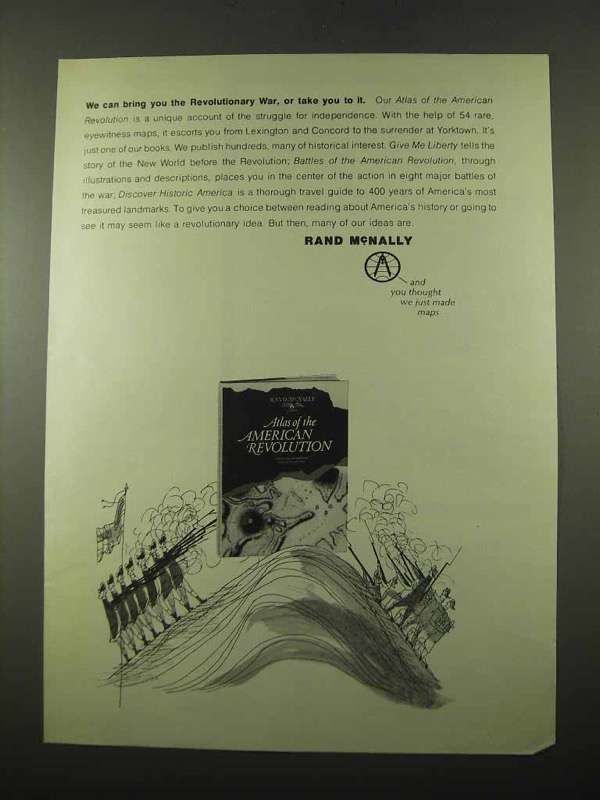 We can bring you the Revolutionary War, or take you to it. Our Atlas of the American
Revolution is a unique account of the struggle for independence. With the help of 54 rare,
eyewitness maps, it escorts you from Lexington and Concord to the surrender at Yorktown. It's
just one of our books. We publish hundreds, many of historical interest. Give Me Liberty tells the
story of the New World before the Revolution; Battles of the American Revolution, through
illustrations and descriptions, places you in the center of the action in eight major battles of
the war; Discover Historic America is a thorough travel guide to 400 years of America's most
treasured landmarks. To give you a choice between reading about America's history or going to
see it may seem like a revolutionary idea. But then, many of our ideas are.
RAND McNALLY
and
you thought
we just made
maps
RAND McNALLY
Atlas of the
AMERICAN
REVOLUTION